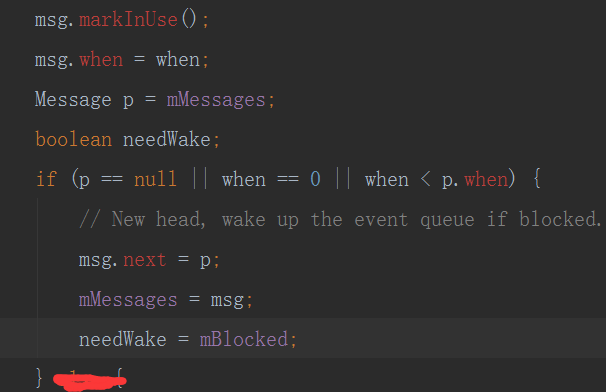 msg.markInUse();
msg.when = when;
Message p = mMessages;
boolean needWake;
if (p == null || when == 0 || when < p.when) {
// New head, wake up the event queue if blocked.
msg.next = p;
mMessages = msg;
needWake = mBlocked;
} {